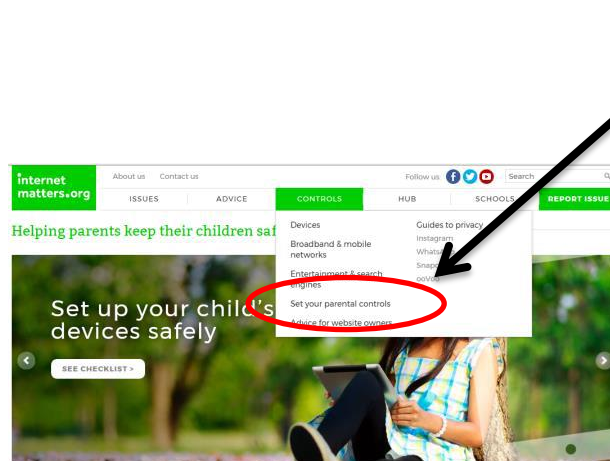 internet
matters.org
About us Contact us
Follow us: Search
ISSUES ADVICE CONTROLS HUB SCHOOLS REPORT ISSUE
Helping parents keep their children saf
Devices
Broadband & mobile
networks
Entertainment & search
engines
Set your parental controls
Advice for website owners
Guides to privacy
Instagram
Set up your child's
devices safely
SEE CHECKLIST >